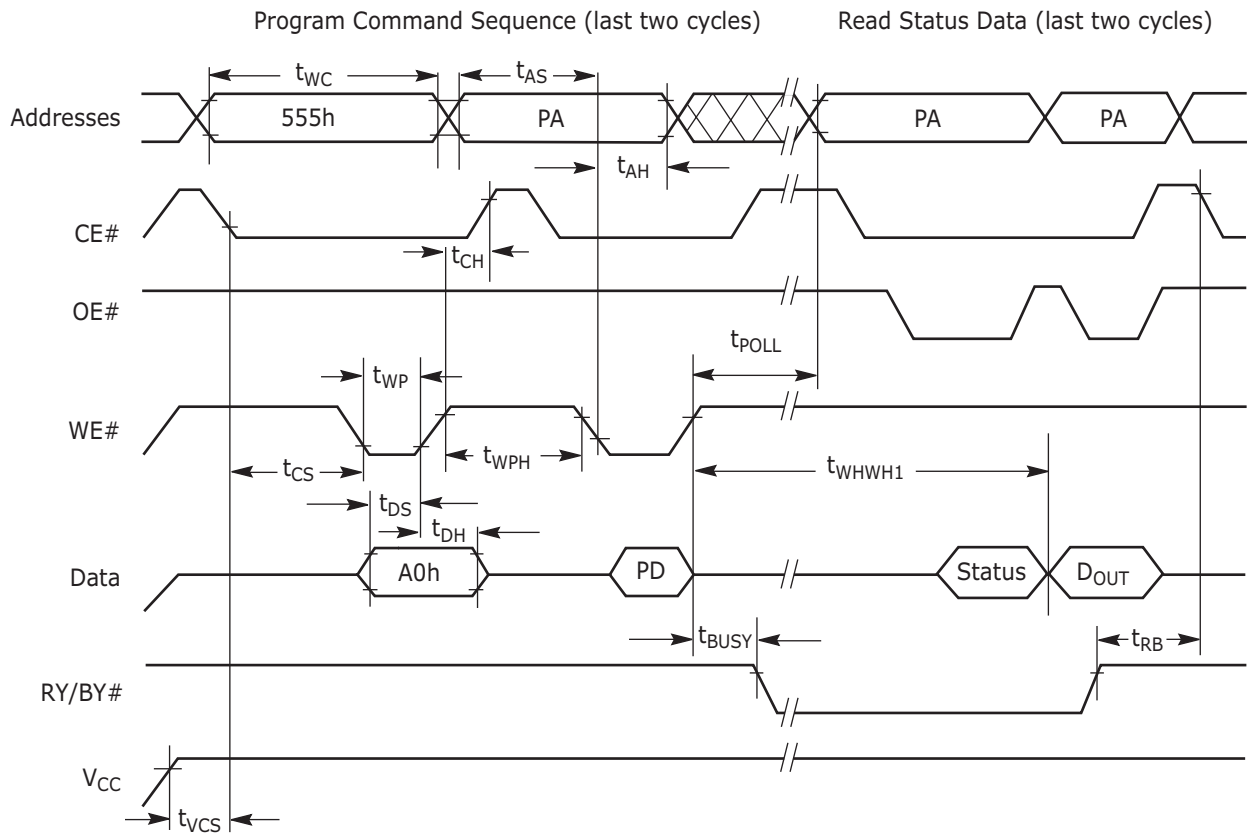 Program Command Sequence (last two cycles)
Read Status Data (last two cycles)
tWC
tAS
Addresses
555h
PA
PA
PA
tAH
CE#
tCH
OE#
tPOLL
tWP
WE#
tCS
tWPH
tWHWH1
tDS
tDH
Data
A0h
PD
Status
DOUT
tBUSY
tRB
RY/BY#
VCC
tVCS